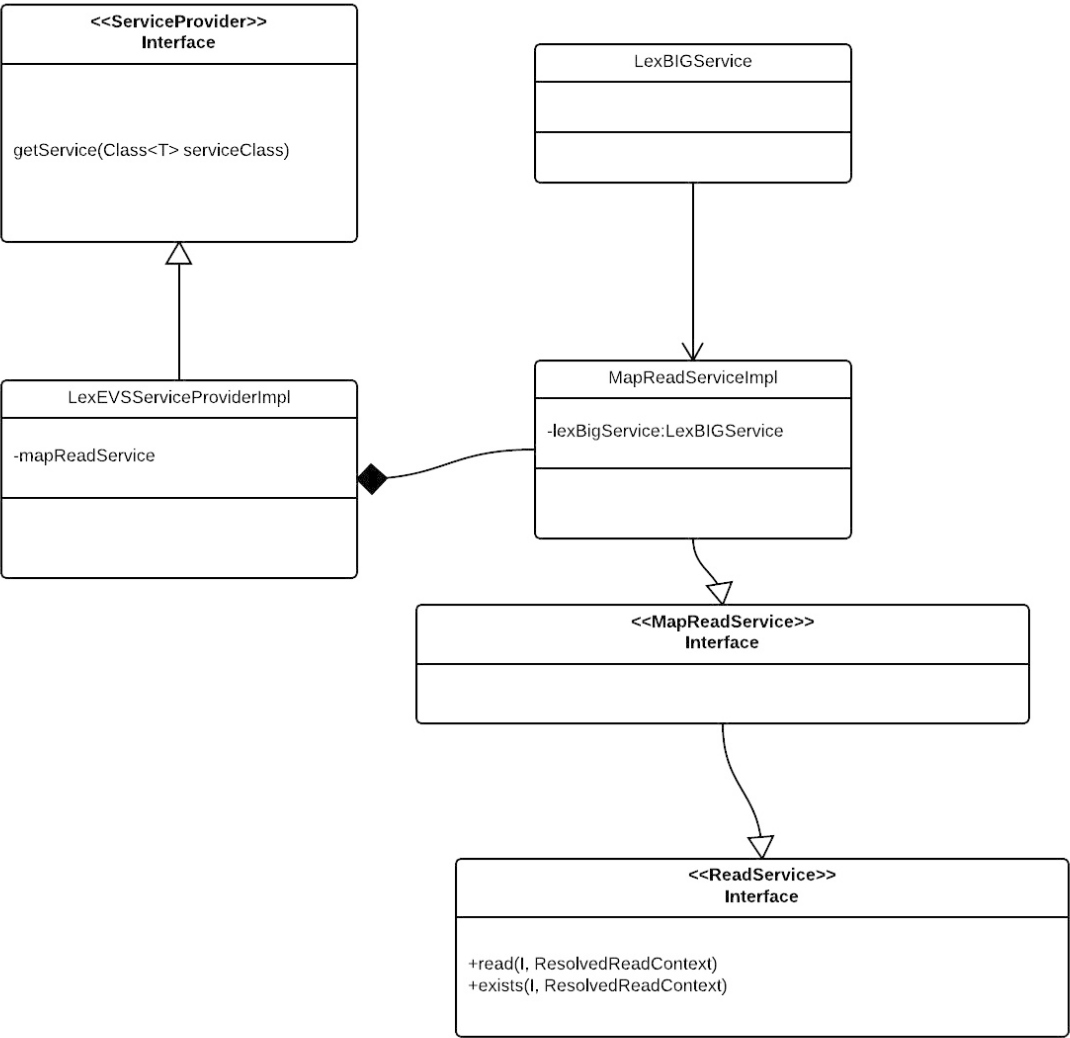 <<ServiceProvider>>
Interface
getService(Class<T> serviceClass)
LexBIGService
LexEVSServiceProviderImpl
-mapReadService
MapReadServiceImpl
-lexBigService:LexBIGService
<<MapReadService>>
Interface
<<ReadService>>
Interface
+read(I, ResolvedReadContext)
+exists(I, ResolvedReadContext)